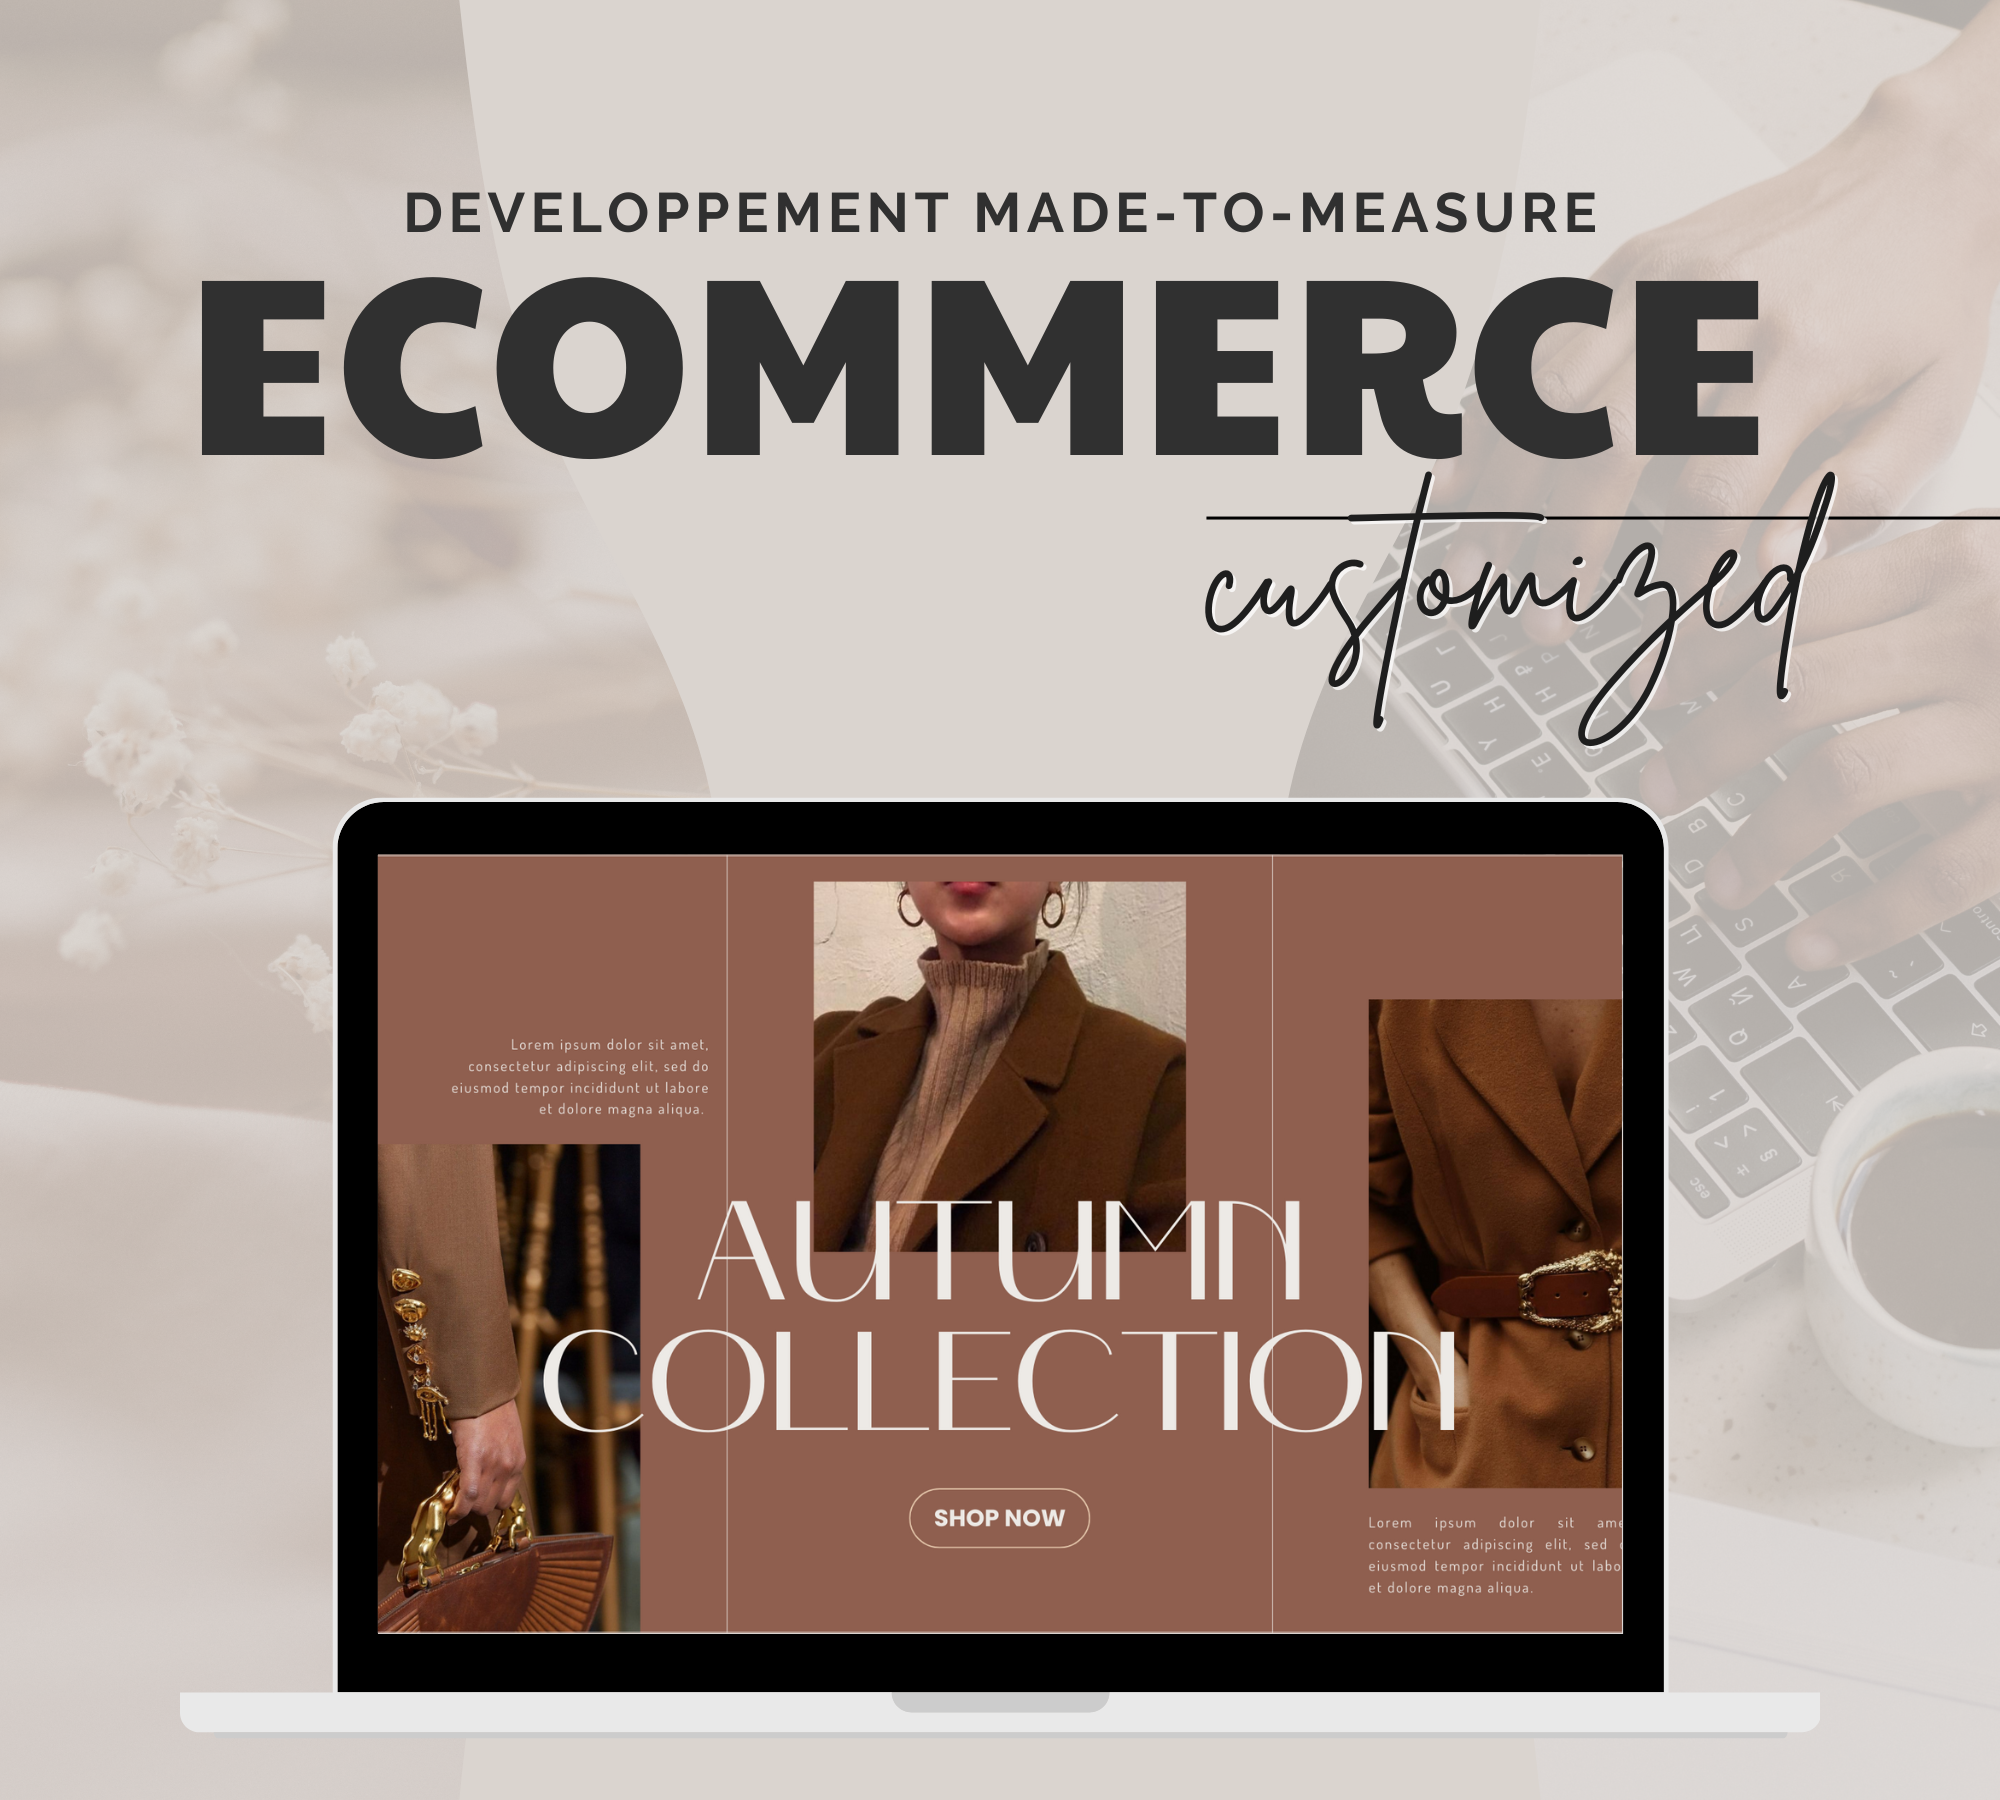 DEVELOPPEMENT MADE-TO-MEASURE
ECOMMERCE
customized
Lorem ipsum dolor sit amet,
consectetur adipiscing elit, sed do
eiusmod tempor incididunt ut labore
et dolore magna aliqua.
AUTUMN
COLLECTION
SHOP NOW
Lorem ipsum dolor sit ame
consectetur adipiscing elit, sed
eiusmod tempor incididunt ut labo
et dolore magna aliqua.
esc